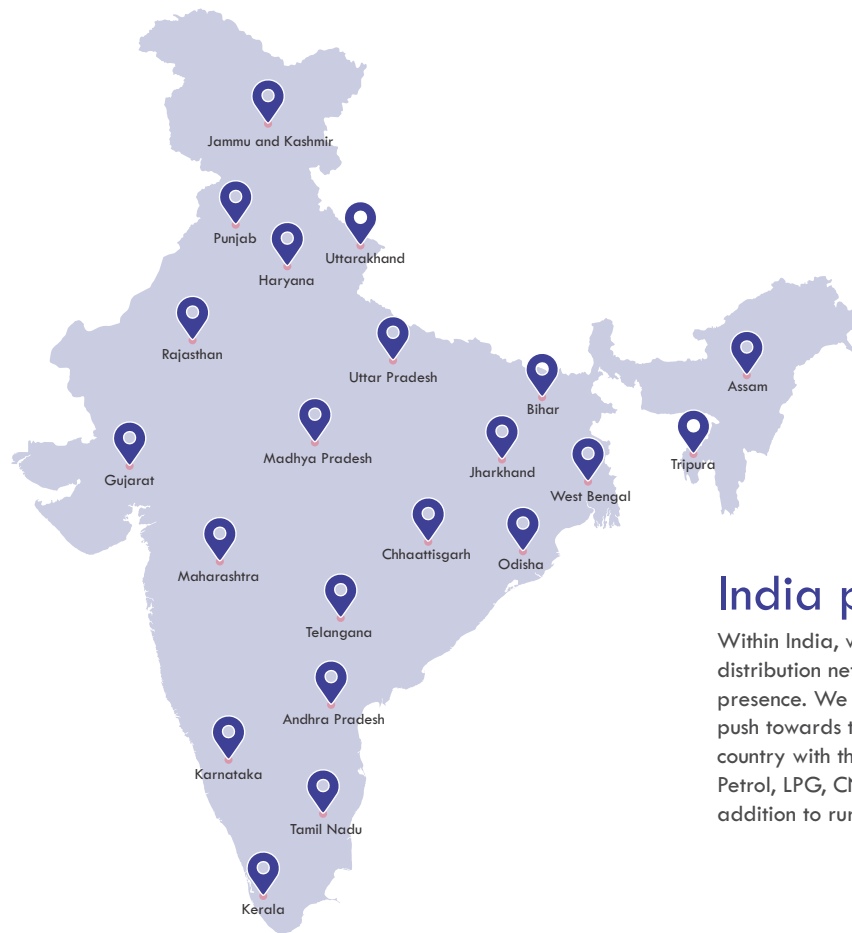 Jammu and Kashmir
Punjab
Uttarakhand
Haryana
Rajasthan
Uttar Pradesh
Assam
Bihar
Madhya Pradesh
Tripura
Jharkhand
Gujarat
West Bengal
Chhaattisgarh
Odisha
Maharashtra
India
Within India,
distribution
presence. We
push towards
country with
Petrol, LPG,
addition to
Telangana
Andhra Pradesh
Karnataka
Tamil Nadu
Kerala